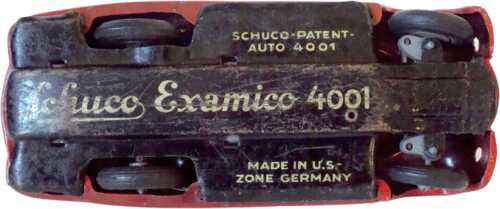 SCHUCO-PATENT-
AUTO 4001
Schuco Examico 4001
MADE IN U.S.-
ZONE GERMANY